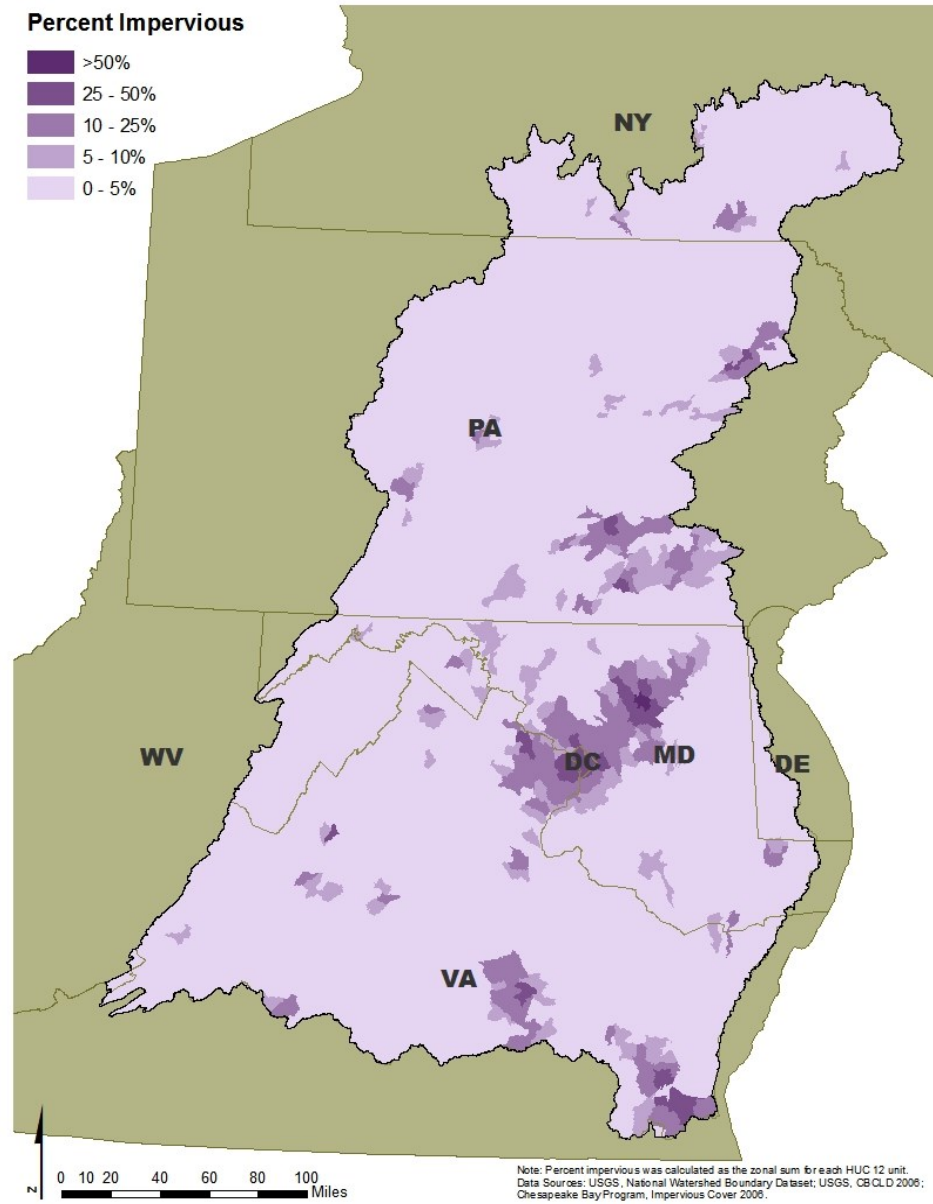 Percent Impervious
>50%
25 - 50%
10 - 25%
5 - 10%
0 - 5%
NY
PA
WV
DC
MD
DE
VA
N
0 10 20 40 60 80 100
Miles
Note: Percent impervious was calculated as the zonal sum for each HUC 12 unit.
Data Sources: USGS, National Watershed Boundary Dataset; USGS, CBCLD 2006;
Chesapeake Bay Program, Impervious Cover 2006.